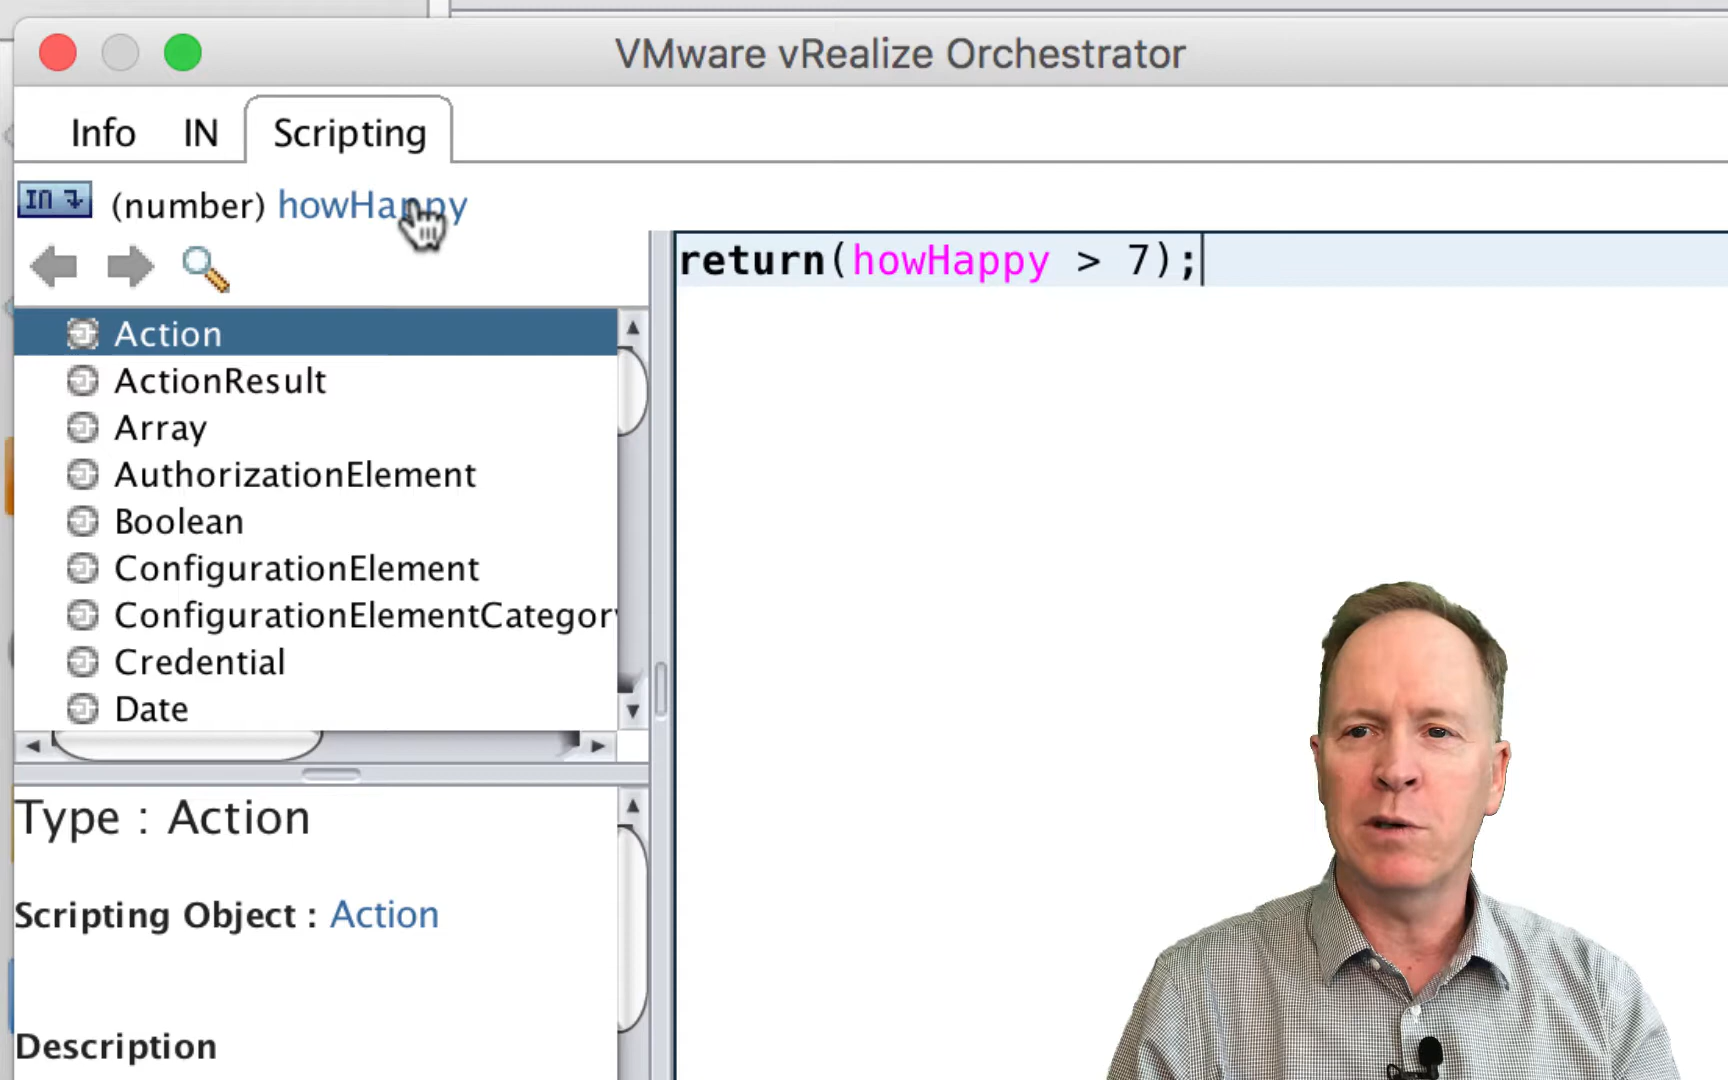 VMware vRealize Orchestrator
Info IN Scripting
IN (number) howHappy
return(howHappy > 7);
Action
ActionResult
Array
AuthorizationElement
Boolean
ConfigurationElement
ConfigurationElementCategory
Credential
Date
Type : Action
Scripting Object : Action
Description